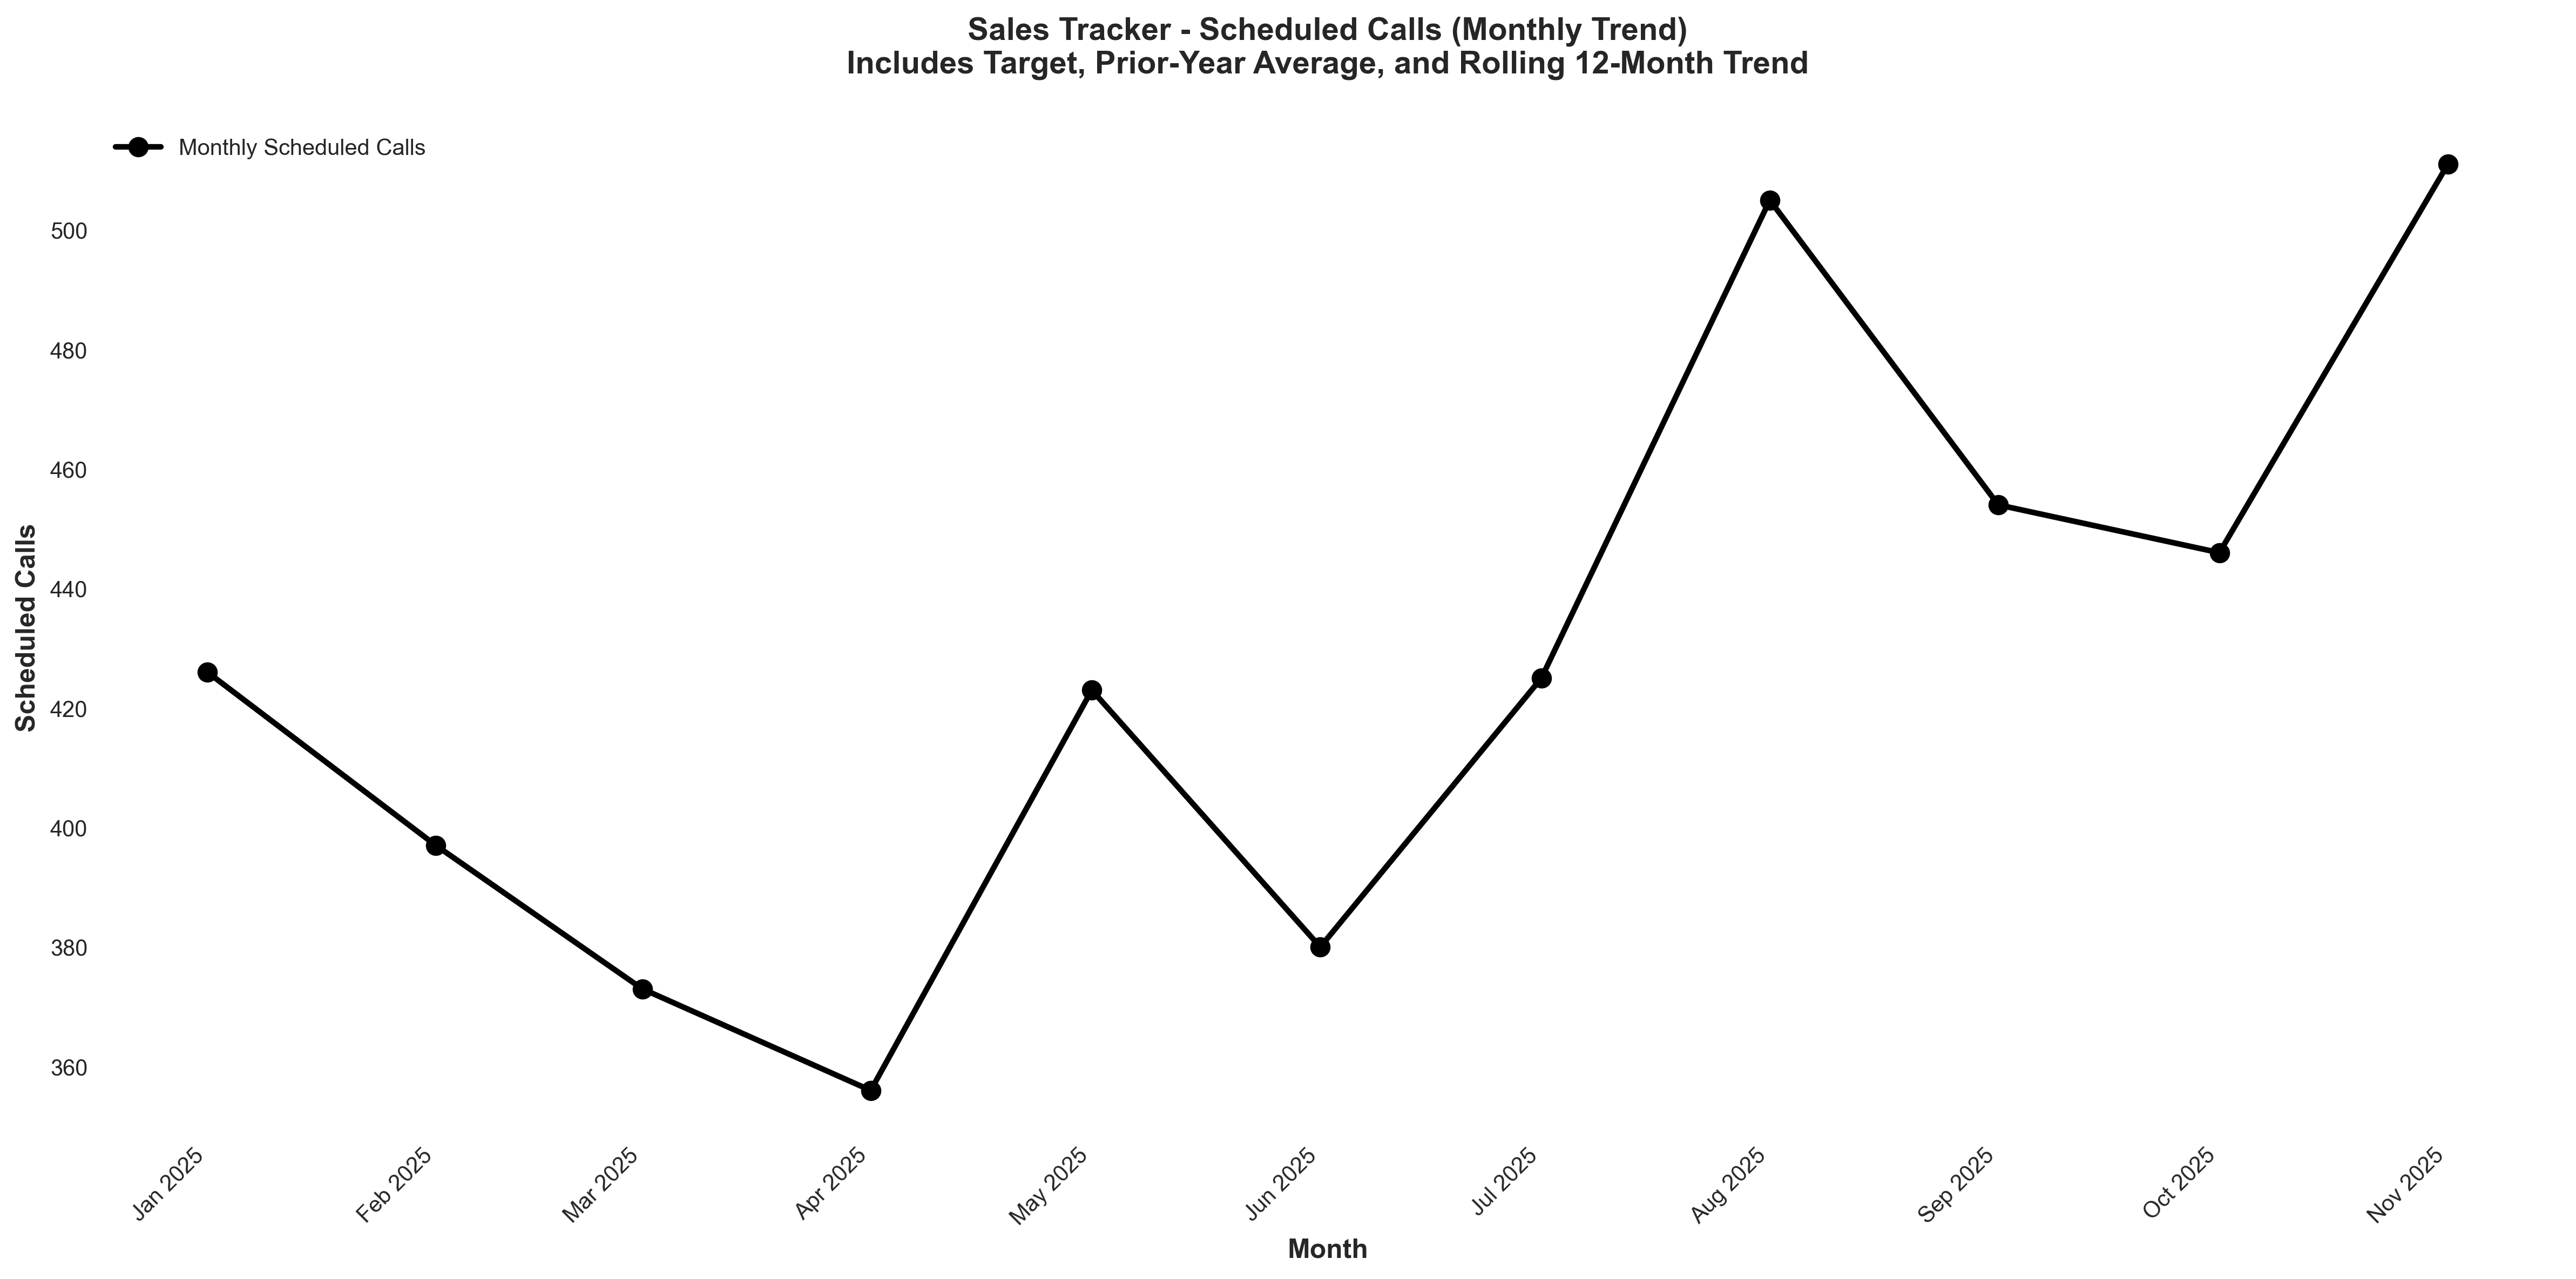 Sales Tracker - Scheduled Calls (Monthly Trend)
Includes Target, Prior-Year Average, and Rolling 12-Month Trend
Monthly Scheduled Calls
500
480
460
440
420
400
380
360
Scheduled Calls
Jan 2025
Feb 2025
Mar 2025
Apr 2025
May 2025
Jun 2025
Jul 2025
Aug 2025
Sep 2025
Oct 2025
Nov 2025
Month